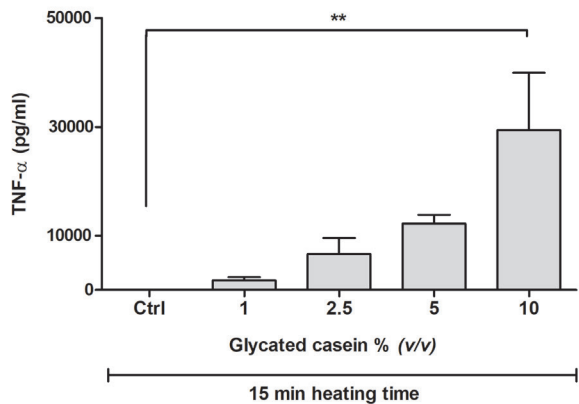 **
50000
30000
10000
0
TNF-α (pg/ml)
Ctrl 1 2.5 5 10
Glycated casein % (v/v)
15 min heating time